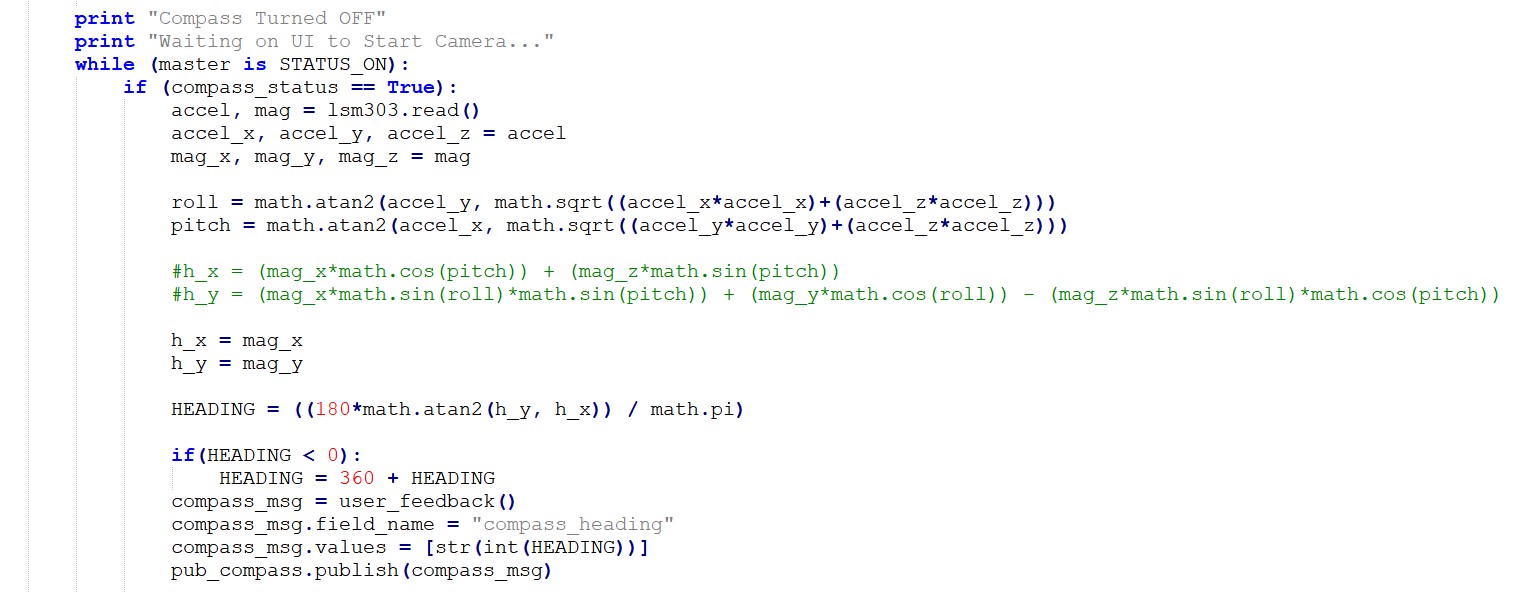 print "Compass Turned OFF"
print "Waiting on UI to Start Camera..."
while (master is STATUS_ON):
if (compass_status == True):
accel, mag = lsm303.read()
accel_x, accel_y, accel_z = accel
mag_x, mag_y, mag_z = mag
roll = math.atan2(accel_y, math.sqrt((accel_x*accel_x)+(accel_z*accel_z)))
pitch = math.atan2(accel_x, math.sqrt((accel_y*accel_y)+(accel_z*accel_z)))
#h_x = (mag_x*math.cos(pitch)) + (mag_z*math.sin(pitch))
#h_y = (mag_x*math.sin(roll)*math.sin(pitch)) + (mag_y*math.cos(roll)) - (mag_z*math.sin(roll)*math.cos(pitch))
h_x = mag_x
h_y = mag_y
HEADING = ((180*math.atan2(h_y, h_x)) / math.pi)
if(HEADING < 0):
HEADING = 360 + HEADING
compass_msg = user_feedback()
compass_msg.field_name = "compass_heading"
compass_msg.values = [str(int(HEADING))]
pub_compass.publish(compass_msg)